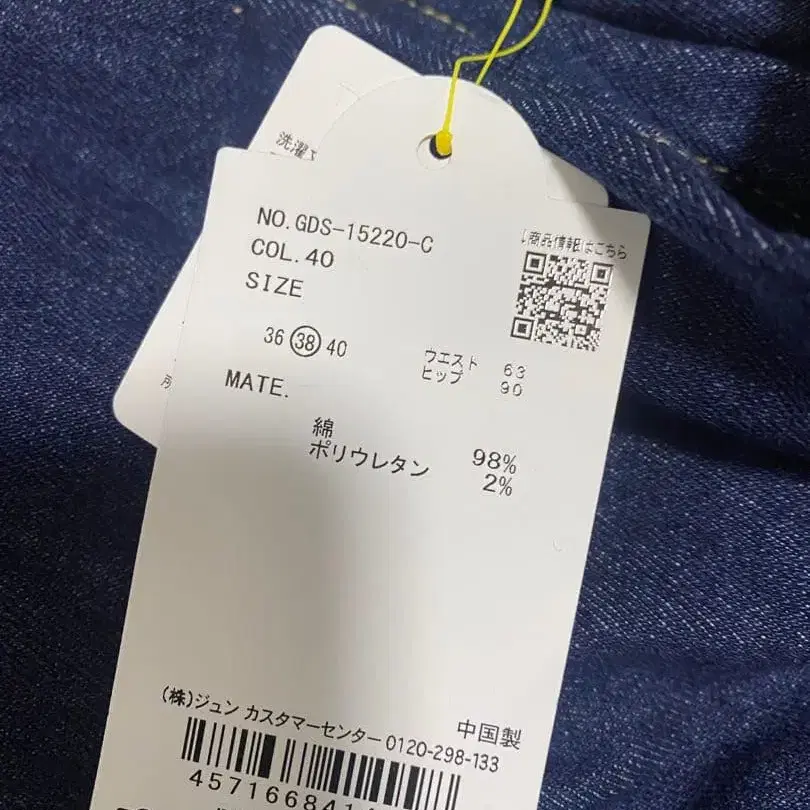 洗濯
NO.GDS-15220-C
COL.40
SIZE
【商品情報はこちら
36 38 40
ウエスト 63
ヒップ 90
MATE.
綿 98%
ポリウレタン 2%
中国製
(株)ジュン カスタマーセンター 0120-298-133
457166841